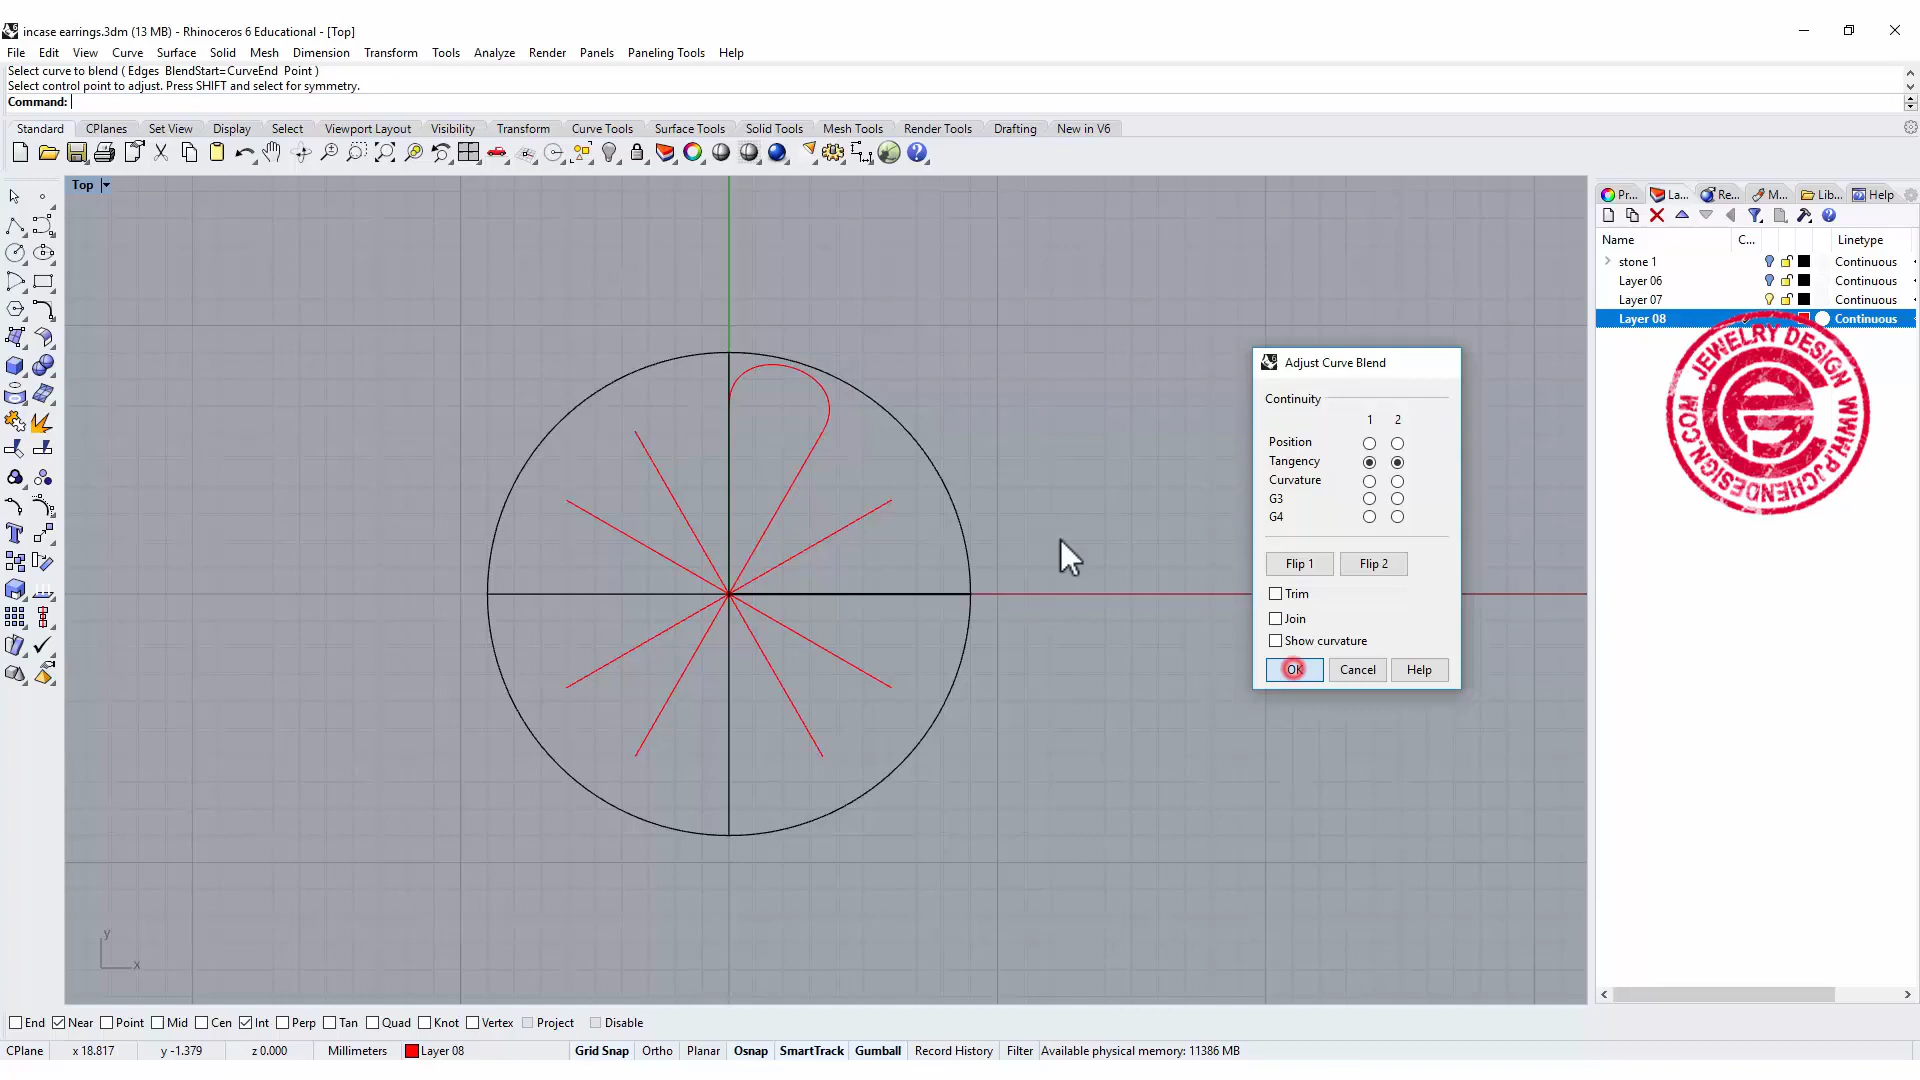 incase earrings.3dm (13 MB) - Rhinoceros 6 Educational - [Top]
File Edit View Curve Surface Solid Mesh Dimension Transform Tools Analyze Render Panels Paneling Tools Help
Select curve to blend ( Edges BlendStart=CurveEnd Point )
Select control point to adjust. Press SHIFT and select for symmetry.
Command:
Standard CPlanes Set View Display Select Viewport Layout Visibility Transform Curve Tools Surface Tools Solid Tools Mesh Tools Render Tools Drafting New in V6
Top
Pr... La... Re... M... Lib... Help
Name C... Linetype
stone 1 Continuous
Layer 06 Continuous
Layer 07 Continuous
Layer 08 Continuous
JEWELRY DESIGN
WWW.PJCHENDESIGN.COM
Adjust Curve Blend
Continuity
1 2
Position
Tangency
Curvature
G3
G4
Flip 1 Flip 2
Trim
Join
Show curvature
OK Cancel Help
y
x
End Near Point Mid Cen Int Perp Tan Quad Knot Vertex Project Disable
CPlane x 18.817 y -1.379 z 0.000 Millimeters Layer 08 Grid Snap Ortho Planar Osnap SmartTrack Gumball Record History Filter Available physical memory: 11386 MB